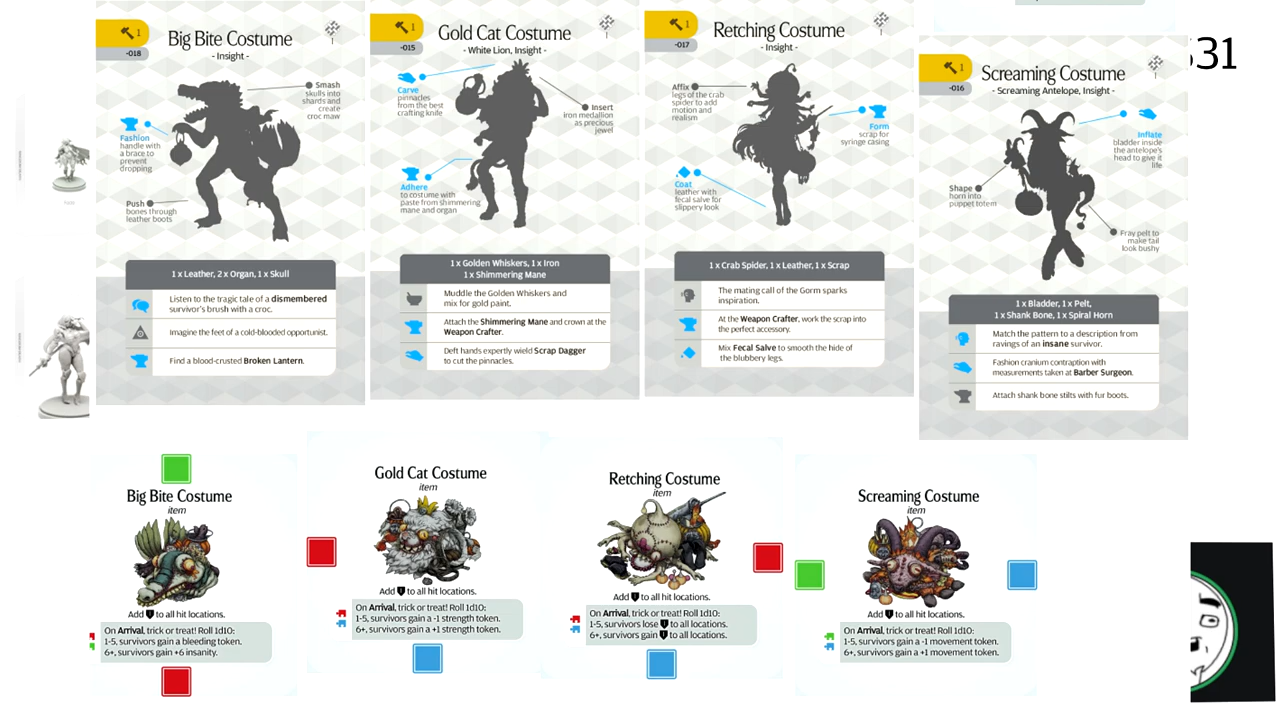 1
-018
Big Bite Costume
- Insight -
1
Smash
skulls into
shards and
create
croc maw
Fashion
handle with
a brace to
prevent
dropping
Push
bones through
leather boots
1 x Leather, 2 x Organ, 1 x Skull
Listen to the tragic tale of a dismembered
survivor's brush with a croc.
Imagine the feet of a cold-blooded opportunist.
Find a blood-crusted Broken Lantern.
1
-015
Gold Cat Costume
- White Lion, Insight -
1
Carve
pinnacles
from the best
crafting knife
Insert
iron medallion
as precious
jewel
Adhere
to costume with
paste from shimmering
mane and organ
1 x Golden Whiskers, 1 x Iron
1 x Shimmering Mane
Muddle the Golden Whiskers and
mix for gold paint.
Attach the Shimmering Mane and crown at the
Weapon Crafter.
Deft hands expertly wield Scrap Dagger
to cut the pinnacles.
1
-017
Retching Costume
- Insight -
1
Affix
legs of the crab
spider to add
motion and
realism
Form
scrap for
syringe casing
Coat
leather with
fecal salve for
slippery look
1 x Crab Spider, 1 x Leather, 1 x Scrap
The mating call of the Gorm sparks
inspiration.
At the Weapon Crafter, work the scrap into
the perfect accessory.
Mix Fecal Salve to smooth the hide of
the blubbery legs.
1
-016
Screaming Costume
- Screaming Antelope, Insight -
1
Inflate
bladder inside
the antelope's
head to give it
life
Shape
horn into
puppet totem
Fray pelt to
make tail
look bushy
1 x Bladder, 1 x Pelt,
1 x Shank Bone, 1 x Spiral Horn
Match the pattern to a description from
ravings of an insane survivor.
Fashion cranium contraption with
measurements taken at Barber Surgeon.
Attach shank bone stilts with fur boots.
31
Big Bite Costume
item
Add to all hit locations.
On Arrival, trick or treat! Roll 1d10:
1-5, survivors gain a bleeding token.
6+, survivors gain +6 insanity.
Gold Cat Costume
item
Add to all hit locations.
On Arrival, trick or treat! Roll 1d10:
1-5, survivors gain a -1 strength token.
6+, survivors gain a +1 strength token.
Retching Costume
item
Add to all hit locations.
On Arrival, trick or treat! Roll 1d10:
1-5, survivors lose to all locations.
6+, survivors gain to all locations.
Screaming Costume
item
Add to all hit locations.
On Arrival, trick or treat! Roll 1d10:
1-5, survivors gain a -1 movement token.
6+, survivors gain a +1 movement token.